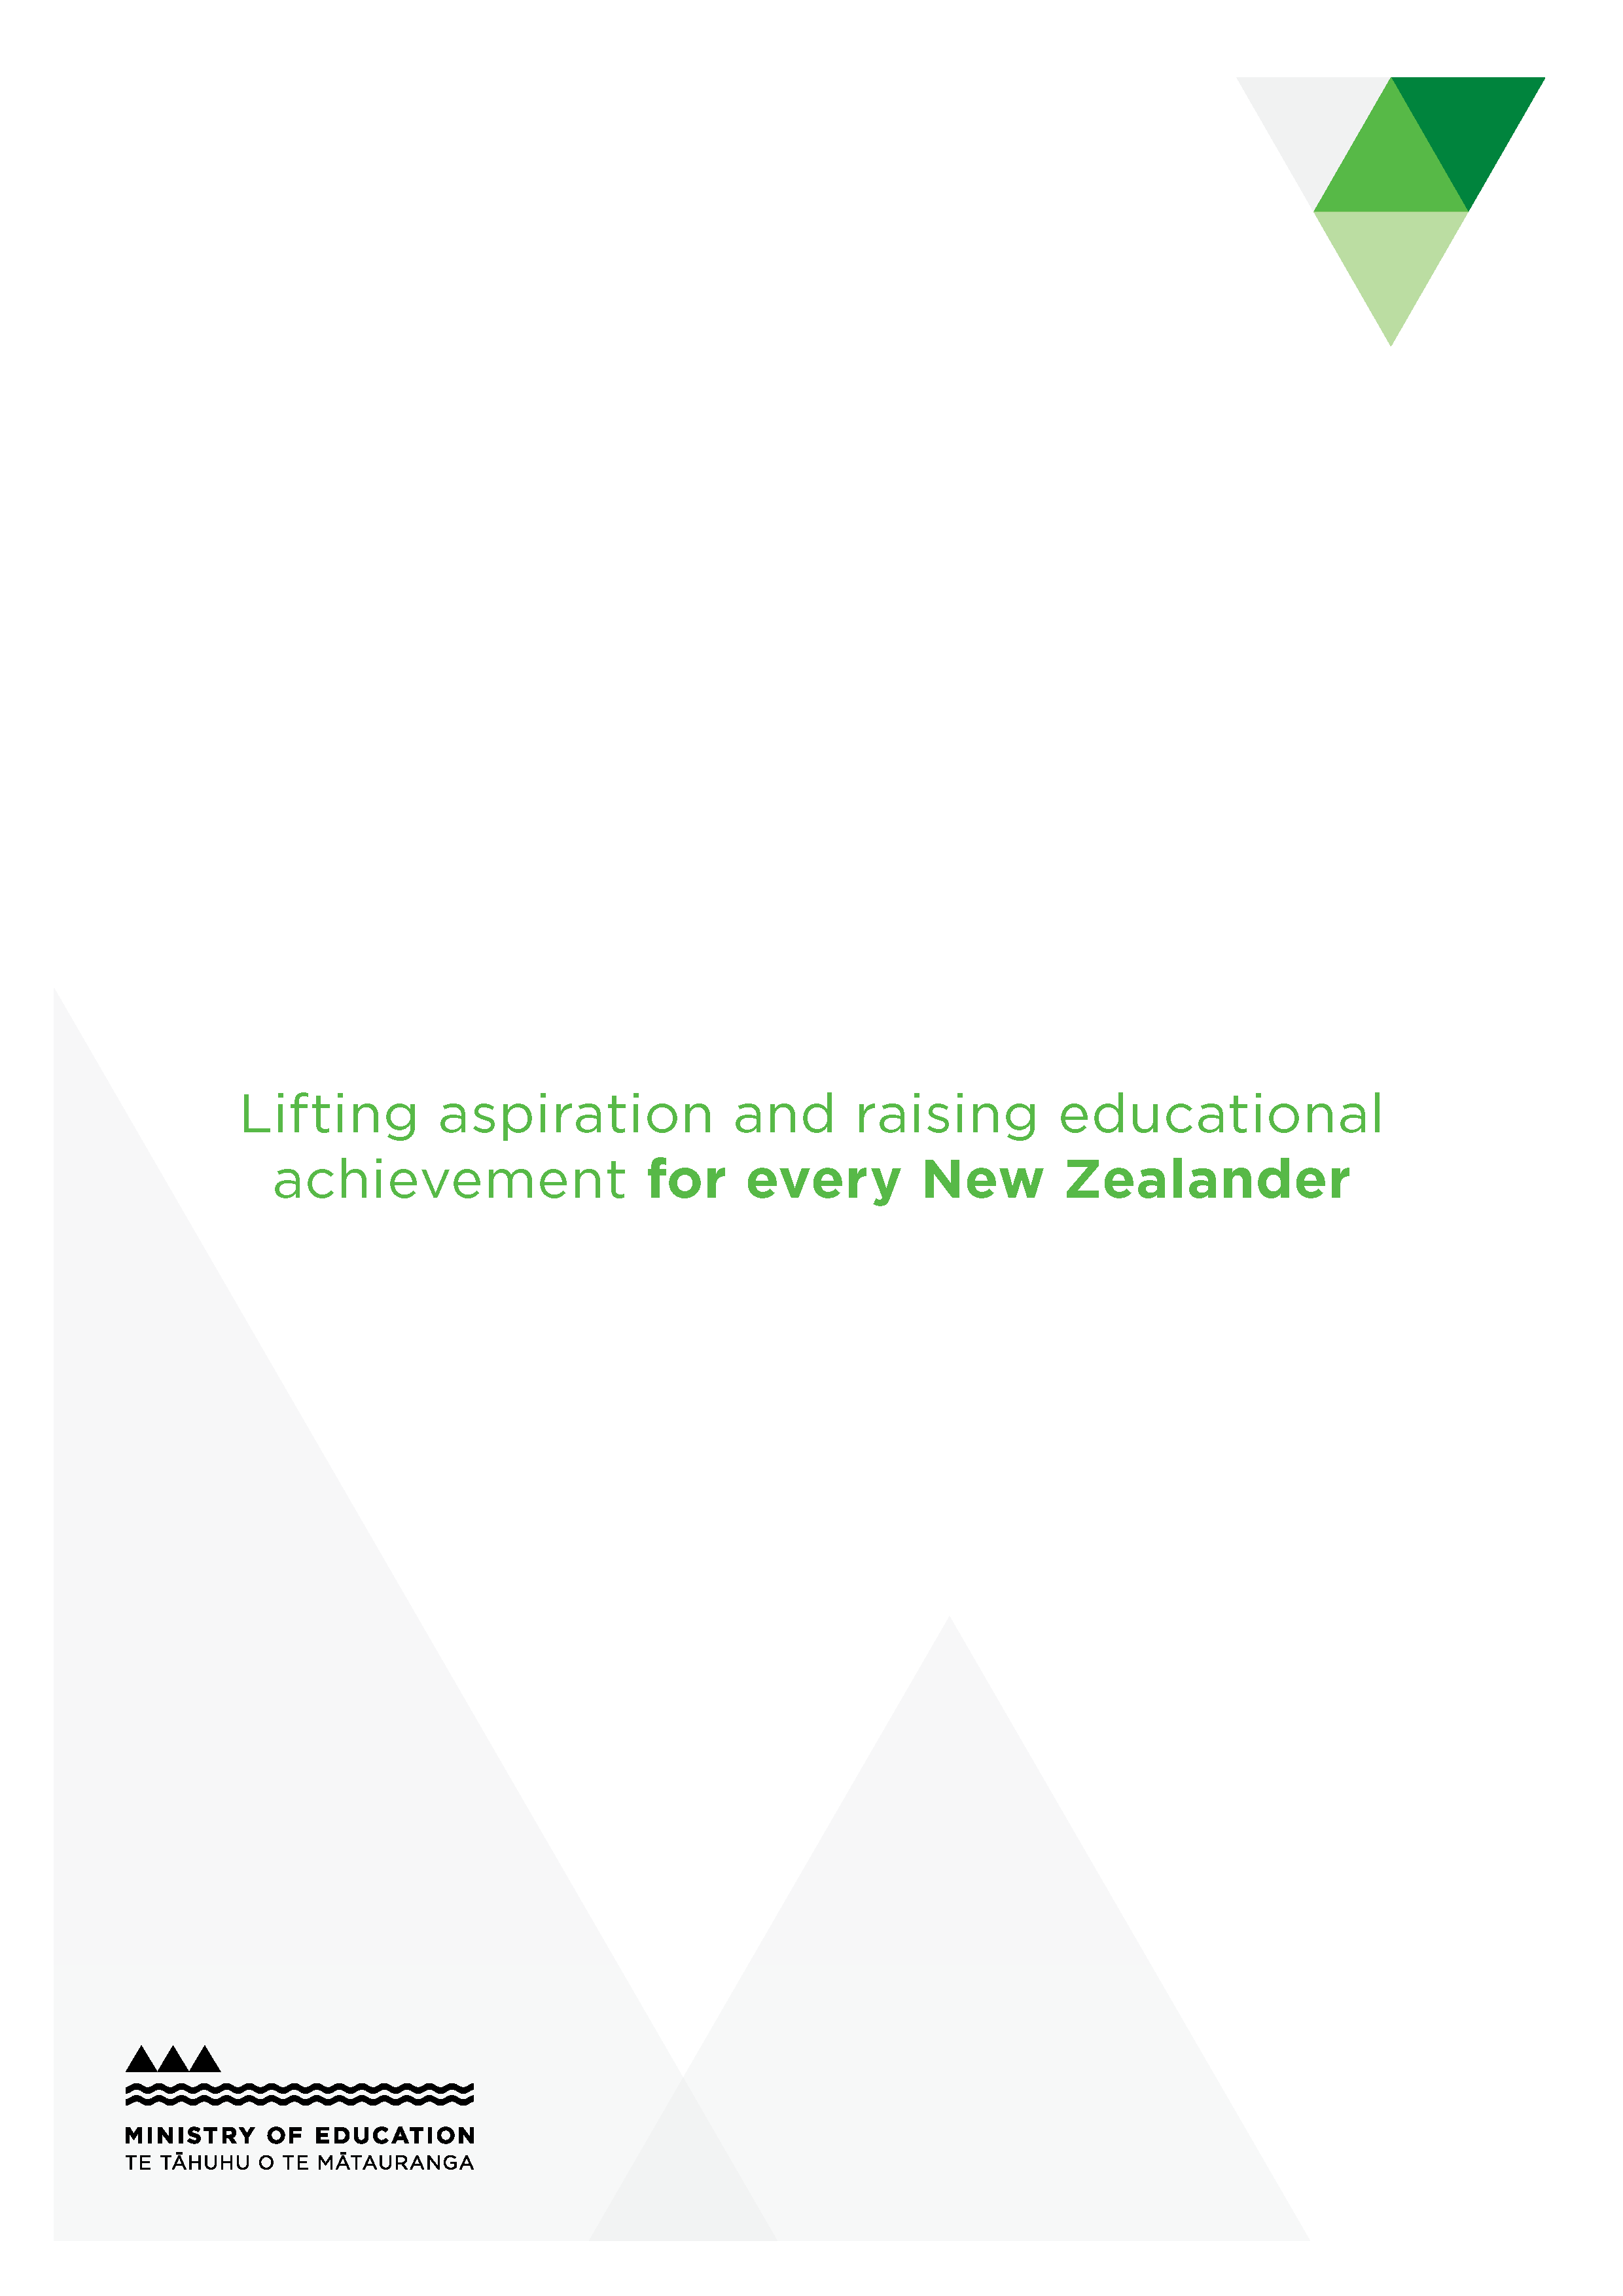 Lifting aspiration and raising educational
achievement for every New Zealander
MINISTRY OF EDUCATION
TE TĀHUHU O TE MĀTAURANGA